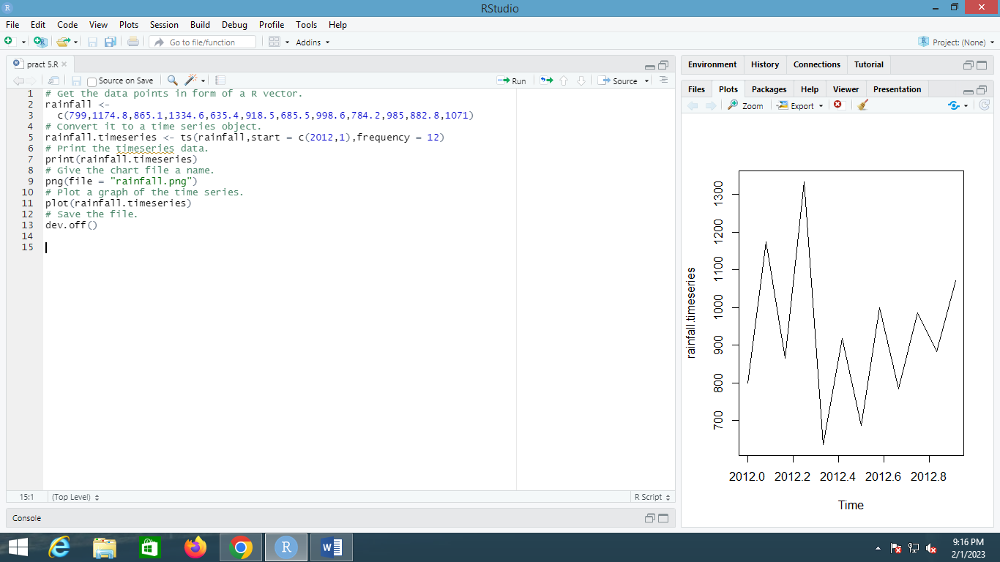 RStudio
File Edit Code View Plots Session Build Debug Profile Tools Help
Go to file/function Addins Project: (None)
pract 5.R
Source on Save Run Source
1 # Get the data points in form of a R vector.
2 rainfall <-
3 c(799,1174.8,865.1,1334.6,635.4,918.5,685.5,998.6,784.2,985,882.8,1071)
4 # Convert it to a time series object.
5 rainfall.timeseries <- ts(rainfall,start = c(2012,1),frequency = 12)
6 # Print the timeseries data.
7 print(rainfall.timeseries)
8 # Give the chart file a name.
9 png(file = "rainfall.png")
10 # Plot a graph of the time series.
11 plot(rainfall.timeseries)
12 # Save the file.
13 dev.off()
14
15
15:1 (Top Level) R Script
Console
Environment History Connections Tutorial
Files Plots Packages Help Viewer Presentation
Zoom Export
rainfall.timeseries
1300
1200
1100
1000
900
800
700
2012.0 2012.2 2012.4 2012.6 2012.8
Time
9:16 PM
2/1/2023